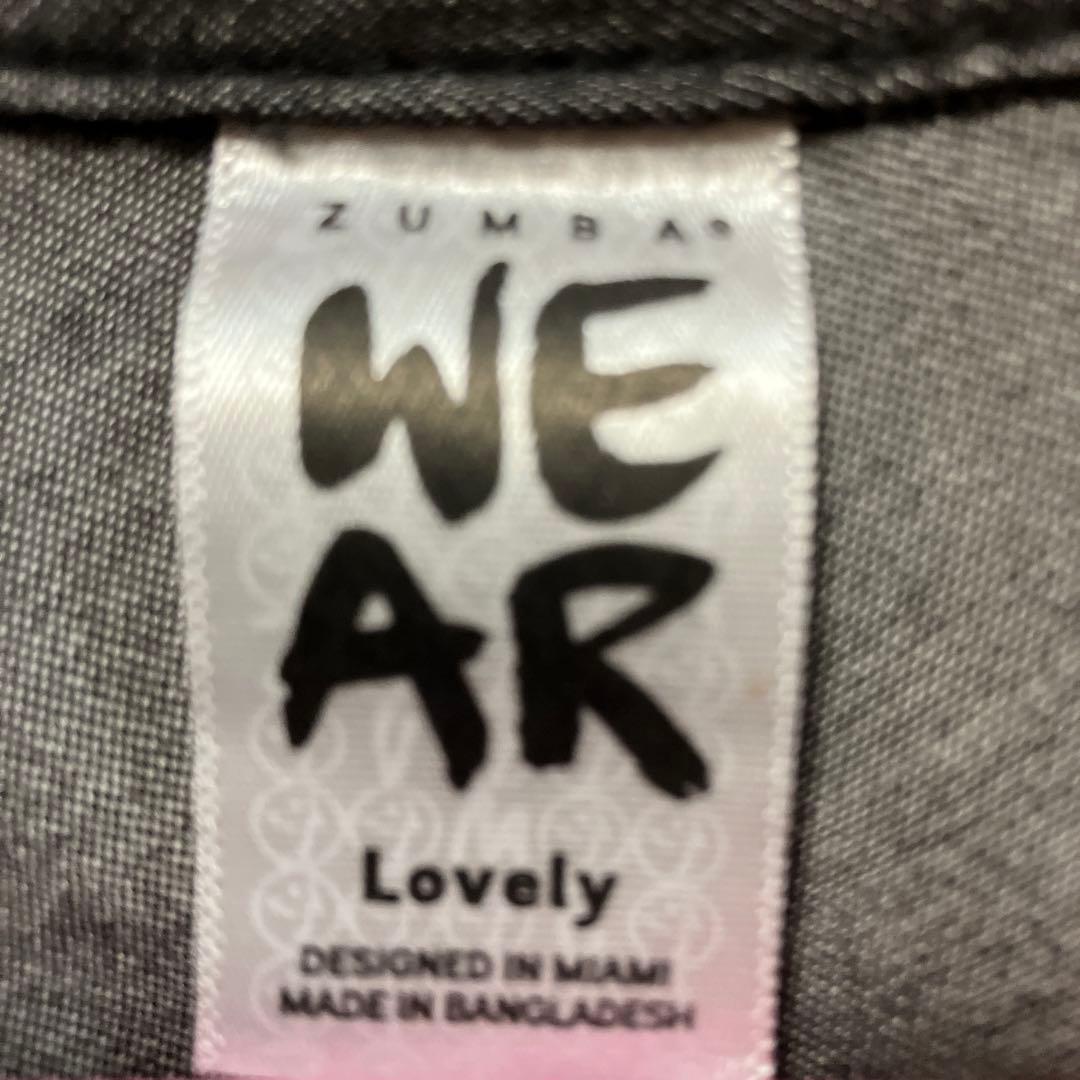 ZUMBA®
WE
AR
Lovely
DESIGNED IN MIAMI
MADE IN BANGLADESH